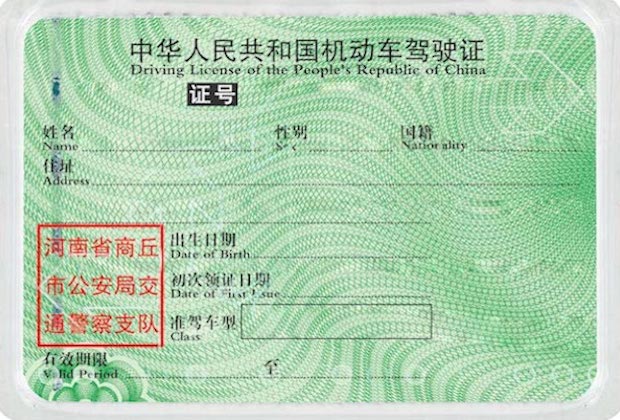 中华人民共和国机动车驾驶证
Driving License of the People's Republic of China
证号
姓名 性别 国籍
Name Sex Nationality
住址
Address
河南省商丘
市公安局交
通警察支队
出生日期
Date of Birth
初次领证日期
Date of First Issue
准驾车型
Class
有效期限 至
Valid Period